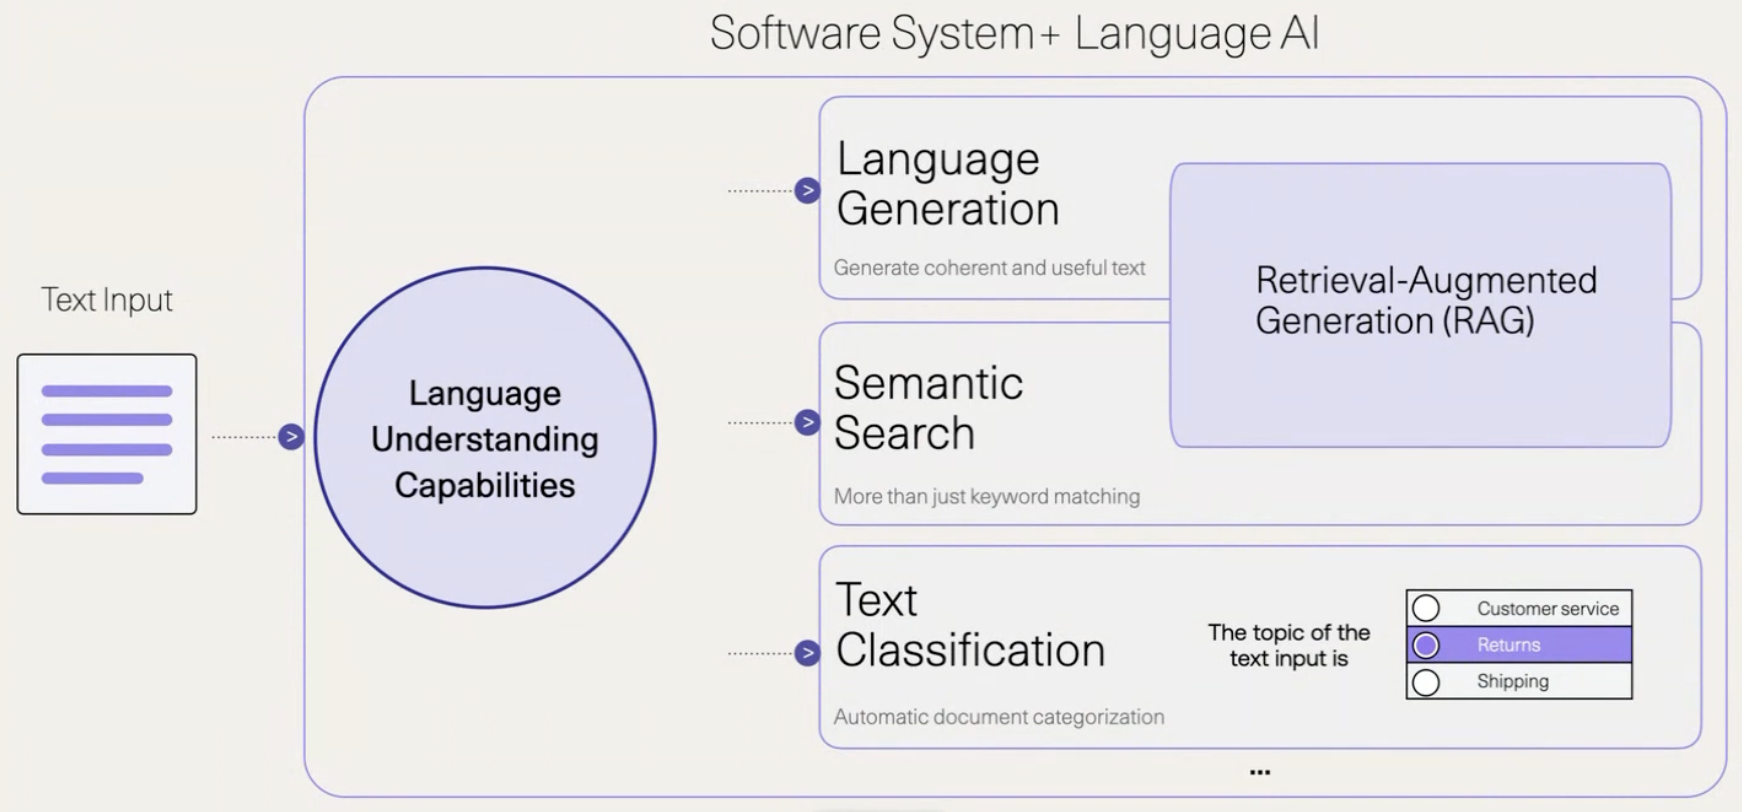 Software System+ Language AI
Text Input
Language
Understanding
Capabilities
Language
Generation
Generate coherent and useful text
Retrieval-Augmented
Generation (RAG)
Semantic
Search
More than just keyword matching
Text
Classification
Automatic document categorization
The topic of the
text input is
Customer service
Returns
Shipping
...